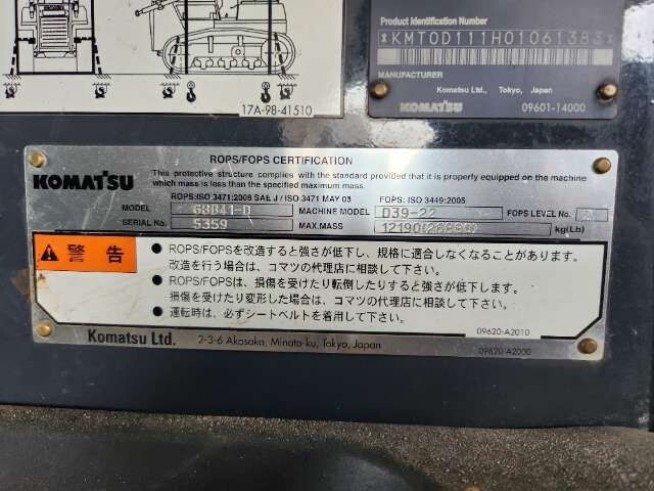 17A-98-41510
Product Identification Number
*KMT0D111H01061383*
MANUFACTURER
Komatsu Ltd., Tokyo, Japan
KOMATSU 09601-14000
ROPS/FOPS CERTIFICATION
KOMATSU
This protective structure complies with the standard provided that it is properly equipped on the machine
which mass is less than the specified maximum mass.
ROPS: ISO 3471:2008 SAE J / ISO 3471 MAY 03 FOPS: ISO 3449:2005
MODEL MACHINE MODEL D39-22 FOPS LEVEL No. 2
SERIAL No. 5359 MAX.MASS 12190 kg(Lb)
警告
● ROPS/FOPSを改造すると強さが低下し、規格に適合しなくなることがあります。
改造を行う場合は、コマツの代理店に相談して下さい。
● ROPS/FOPSは、損傷を受けたり転倒したりすると強さが低下します。
損傷を受けたり変形した場合は、コマツの代理店に相談して下さい。
● 運転時は、必ずシートベルトを着用して下さい。
09620-A2010
Komatsu Ltd. 2-3-6 Akasaka, Minato-ku, Tokyo, Japan
09620-A2000